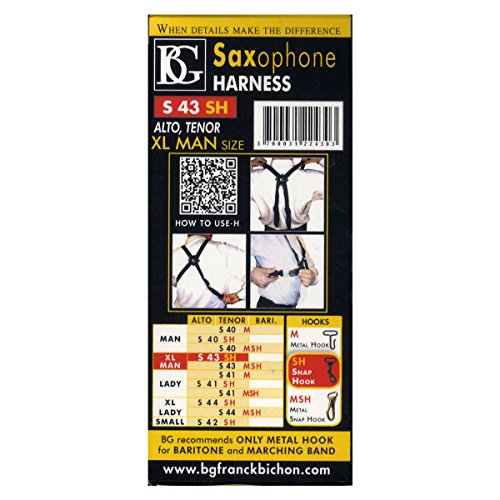 WHEN DETAILS MAKE THE DIFFERENCE
BG
Saxophone
HARNESS
S 43 SH
ALTO, TENOR
XL MAN SIZE
3700031224303
HOW TO USE-H
ALTO TENOR BARI.
MAN
S 40 M
S 40 SH
S 40 MSH
XL MAN
S 43 SH
S 43 MSH
LADY
S 41 M
S 41 SH
S 41 MSH
XL LADY
S 44 SH
S 44 MSH
SMALL
S 42 SH
HOOKS
M
METAL HOOK
SH
SNAP
HOOK
MSH
METAL
SNAP HOOK
BG recommends ONLY METAL HOOK
for BARITONE and MARCHING BAND
www.bgfranckbichon.com